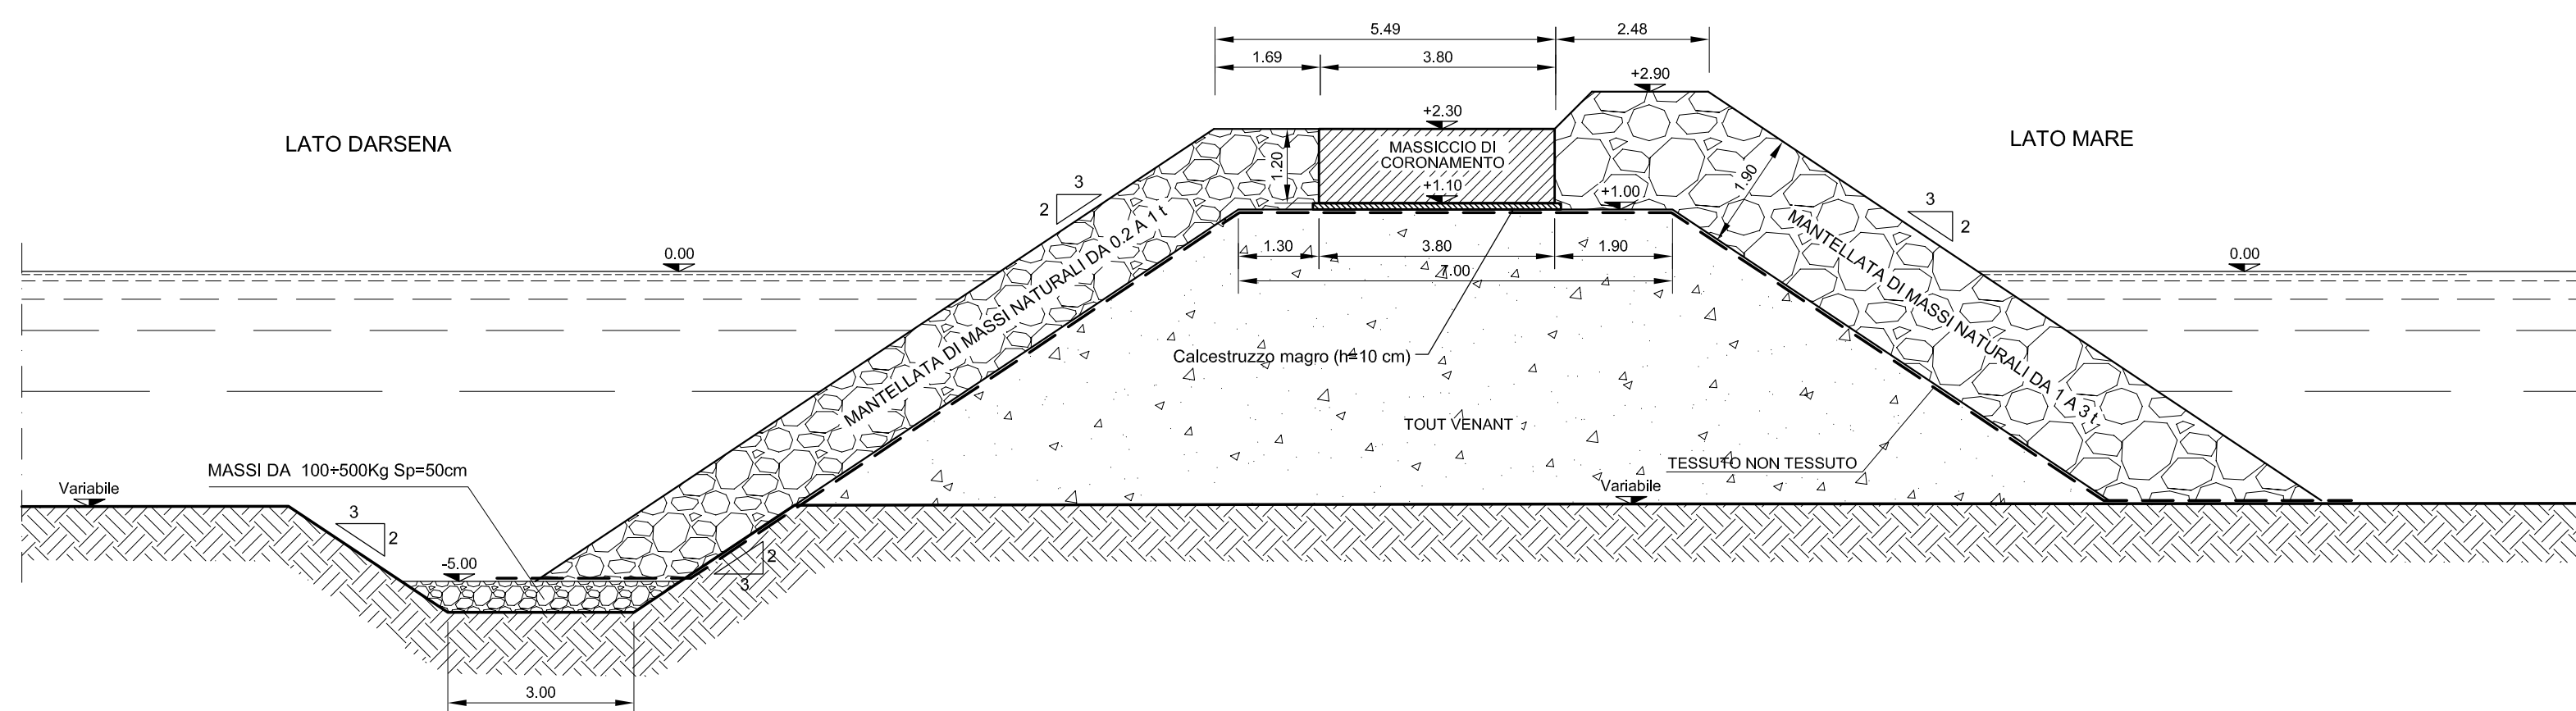 5.49
2.48
1.69
3.80
+2.90
+2.30
LATO DARSENA
LATO MARE
MASSICCIO DI
CORONAMENTO
1.20
1.90
3
2
+1.10
+1.00
3
2
MANTELLATA DI MASSI NATURALI DA 0.2 A 1 t
MANTELLATA DI MASSI NATURALI DA 1 A 3 t
0.00
1.30
3.80
1.90
0.00
7.00
Calcestruzzo magro (h=10 cm)
TOUT VENANT
MASSI DA 100÷500Kg Sp=50cm
TESSUTO NON TESSUTO
Variabile
Variabile
3
2
-5.00
2
3
3.00